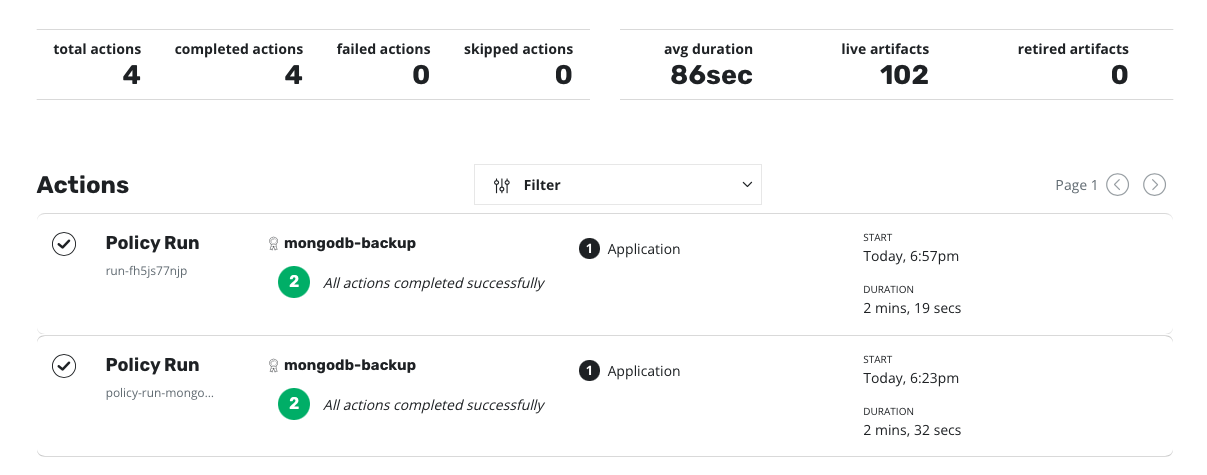 total actions completed actions failed actions skipped actions avg duration live artifacts retired artifacts
4 4 0 0 86sec 102 0
Actions Filter Page 1
Policy Run mongodb-backup 1 Application START
run-fh5js77njp Today, 6:57pm
2 All actions completed successfully DURATION
2 mins, 19 secs
Policy Run mongodb-backup 1 Application START
policy-run-mongo... Today, 6:23pm
2 All actions completed successfully DURATION
2 mins, 32 secs